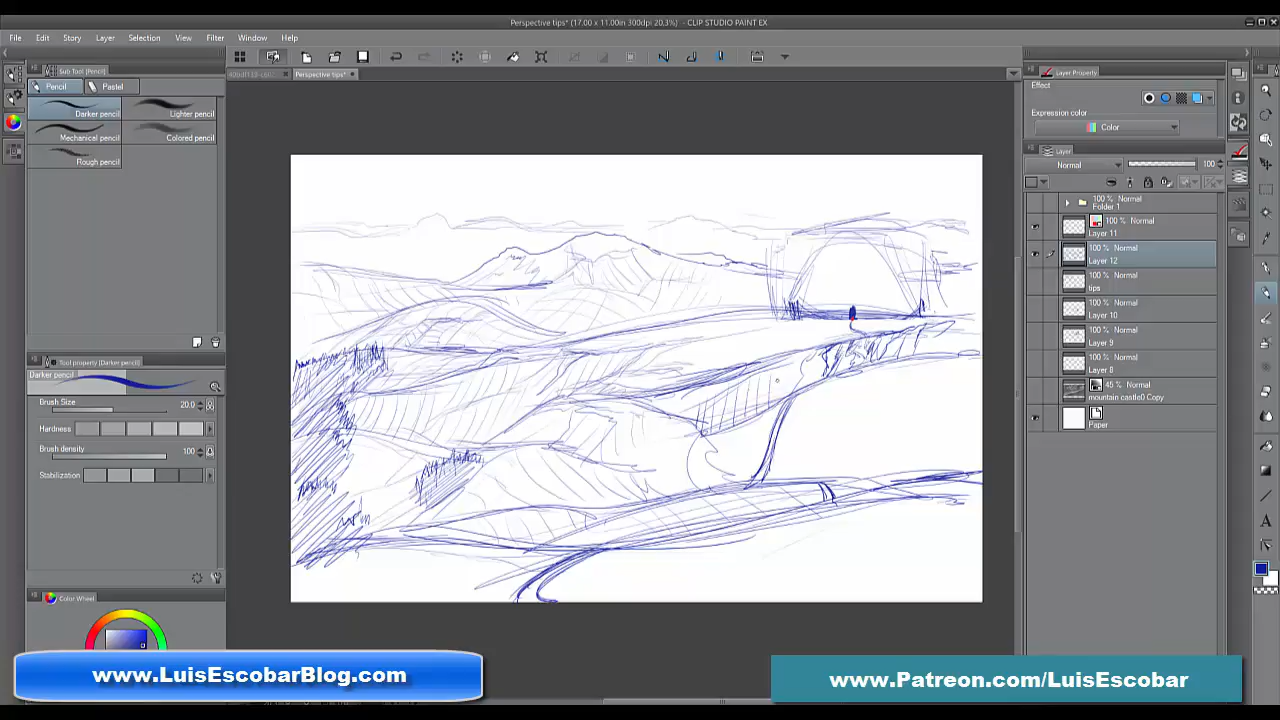 Perspective tips* (17.00 x 11.00in 300dpi 20.3%) - CLIP STUDIO PAINT EX
File Edit Story Layer Selection View Filter Window Help
Sub Tool [Pencil]
Perspective tips*
Layer Property
Pencil Pastel
Effect
Darker pencil Lighter pencil
Expression color
Mechanical pencil Colored pencil
Color
Rough pencil
Layer
Normal 100
100 % Normal
Folder 1
100 % Normal
Layer 11
100 % Normal
Layer 12
100 % Normal
tips
100 % Normal
Layer 10
100 % Normal
Layer 9
100 % Normal
Layer 8
45 % Normal
mountain castle0 Copy
Paper
Tool property [Darker pencil]
Darker pencil
Brush Size 20.0
Hardness
Brush density 100
Stabilization
Color Wheel
www.LuisEscobarBlog.com
www.Patreon.com/LuisEscobar